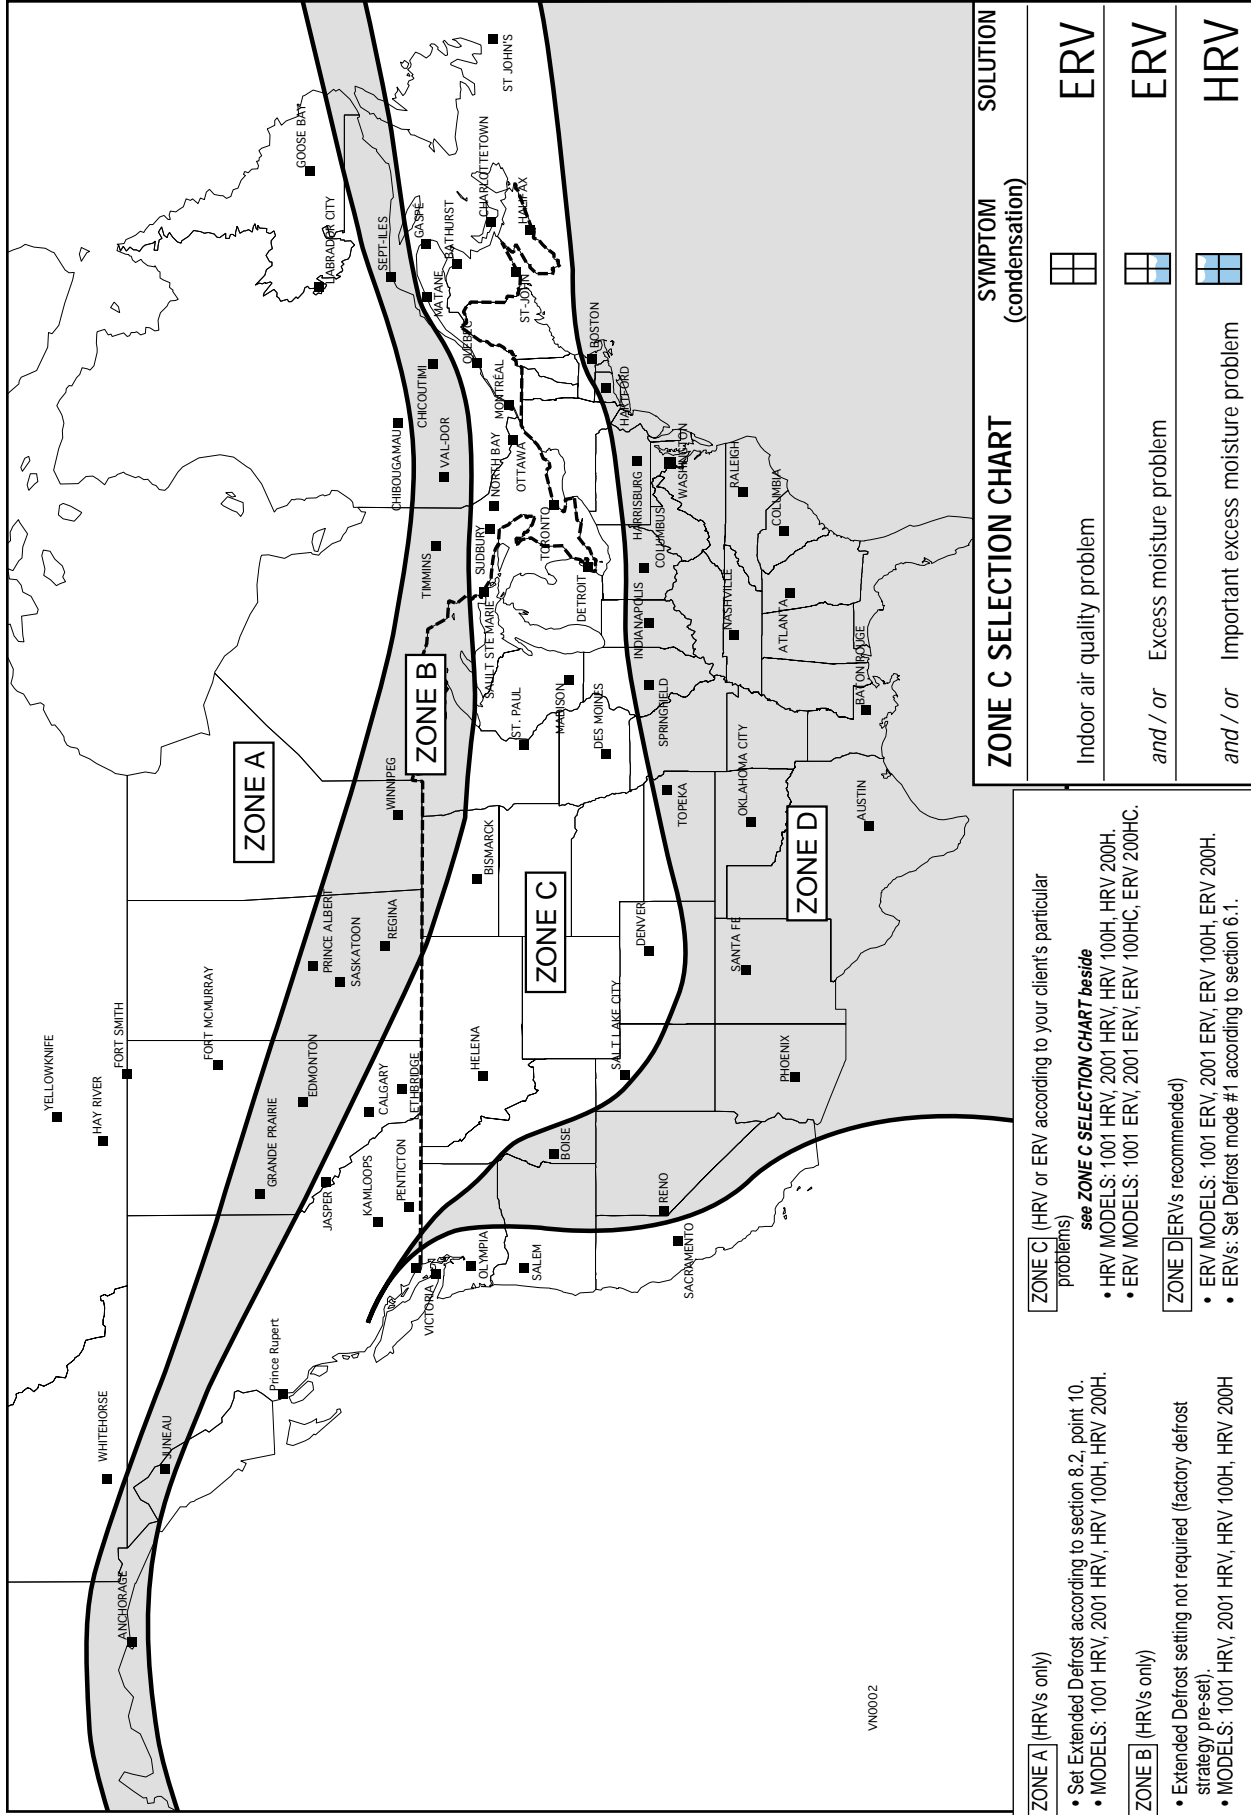 ANCHORAGE
WHITEHORSE
JUNEAU
Prince Rupert
YELLOWKNIFE
HAY RIVER
FORT SMITH
FORT MCMURRAY
GRANDE PRAIRIE
EDMONTON
JASPER
KAMLOOPS
PENTICTON
CALGARY
LETHBRIDGE
PRINCE ALBERT
SASKATOON
REGINA
WINNIPEG
ZONE A
ZONE B
ZONE C
ZONE D
VICTORIA
OLYMPIA
SALEM
SACRAMENTO
RENO
BOISE
HELENA
SALT LAKE CITY
PHOENIX
DENVER
SANTA FE
BISMARCK
TOPEKA
OKLAHOMA CITY
AUSTIN
ST. PAUL
MADISON
DES MOINES
SPRINGFIELD
INDIANAPOLIS
COLUMBUS
NASHVILLE
ATLANTA
BATON ROUGE
COLUMBIA
RALEIGH
WASHINGTON
HARRISBURG
HARTFORD
BOSTON
DETROIT
TORONTO
SAULT STE MARIE
SUDBURY
NORTH BAY
OTTAWA
MONTRÉAL
QUEBEC
TIMMINS
VAL-DOR
CHIBOUGAMAU
CHICOUTIMI
MATANE
SEPT-ILES
GASPÉ
BATHURST
ST-JOHN
HALIFAX
CHARLOTTETOWN
LABRADOR CITY
GOOSE BAY
ST JOHN'S
VN0002
ZONE A (HRVs only)
• Set Extended Defrost according to section 8.2, point 10.
• MODELS: 1001 HRV, 2001 HRV, HRV 100H, HRV 200H.
ZONE B (HRVs only)
• Extended Defrost setting not required (factory defrost
strategy pre-set).
• MODELS: 1001 HRV, 2001 HRV, HRV 100H, HRV 200H
ZONE C (HRV or ERV according to your client's particular
problems)
see ZONE C SELECTION CHART beside
• HRV MODELS: 1001 HRV, 2001 HRV, HRV 100H, HRV 200H.
• ERV MODELS: 1001 ERV, 2001 ERV, ERV 100HC, ERV 200HC.
ZONE D ERVs recommended)
• ERV MODELS: 1001 ERV, 2001 ERV, ERV 100H, ERV 200H.
• ERVs: Set Defrost mode #1 according to section 6.1.
ZONE C SELECTION CHART
SYMPTOM
(condensation)
SOLUTION
Indoor air quality problem
ERV
and / or Excess moisture problem
ERV
and / or Important excess moisture problem
HRV